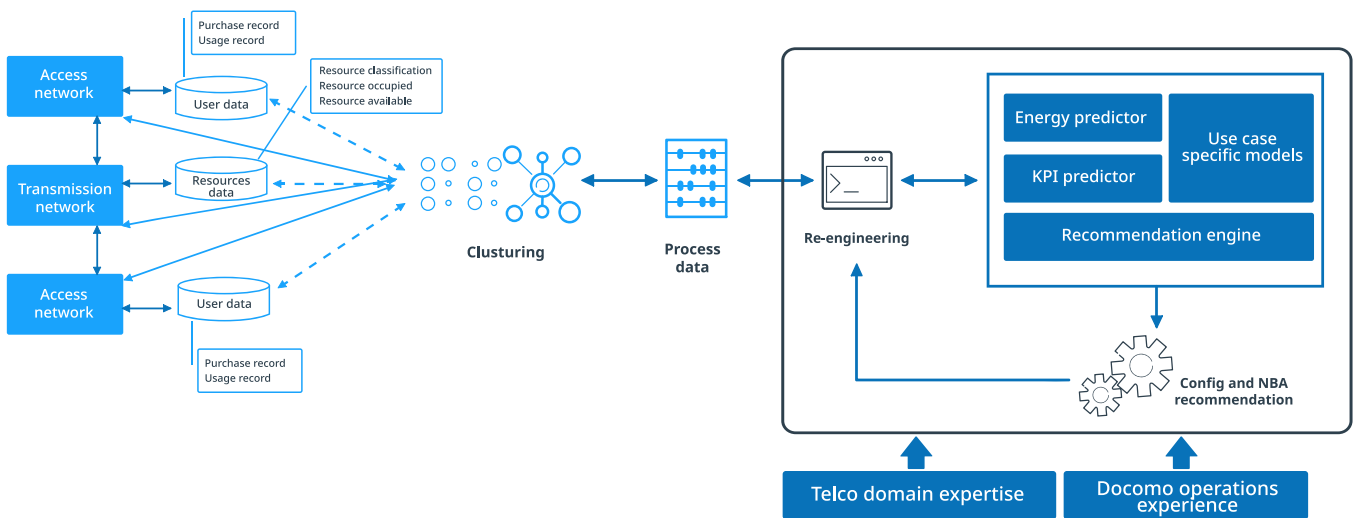 Purchase record
Usage record
Access
network
User data
Resource classification
Resource occupied
Resource available
Transmission
network
Resources
data
Access
network
User data
Purchase record
Usage record
Clusturing
Process
data
>_
Re-engineering
Energy predictor
KPI predictor
Use case
specific models
Recommendation engine
Config and NBA
recommendation
Telco domain expertise
Docomo operations
experience